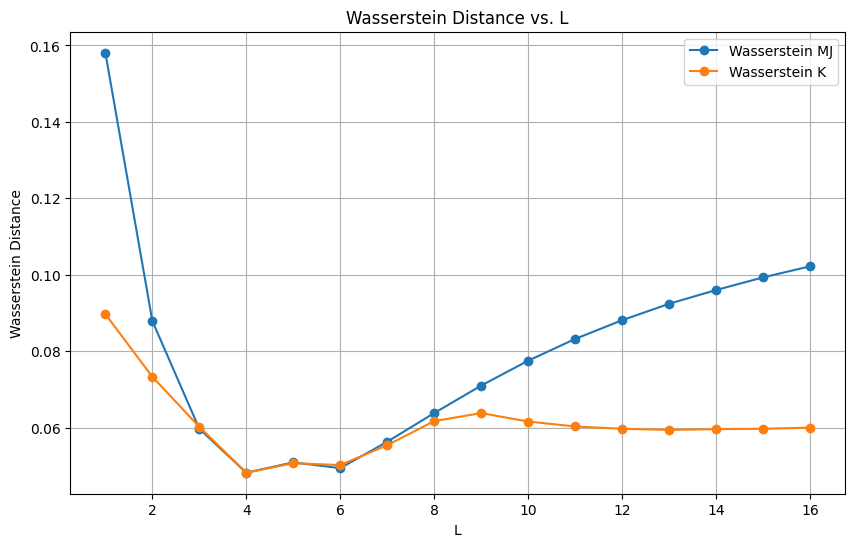 Wasserstein Distance vs. L
Wasserstein MJ
Wasserstein K
Wasserstein Distance
0.16
0.14
0.12
0.10
0.08
0.06
2 4 6 8 10 12 14 16
L